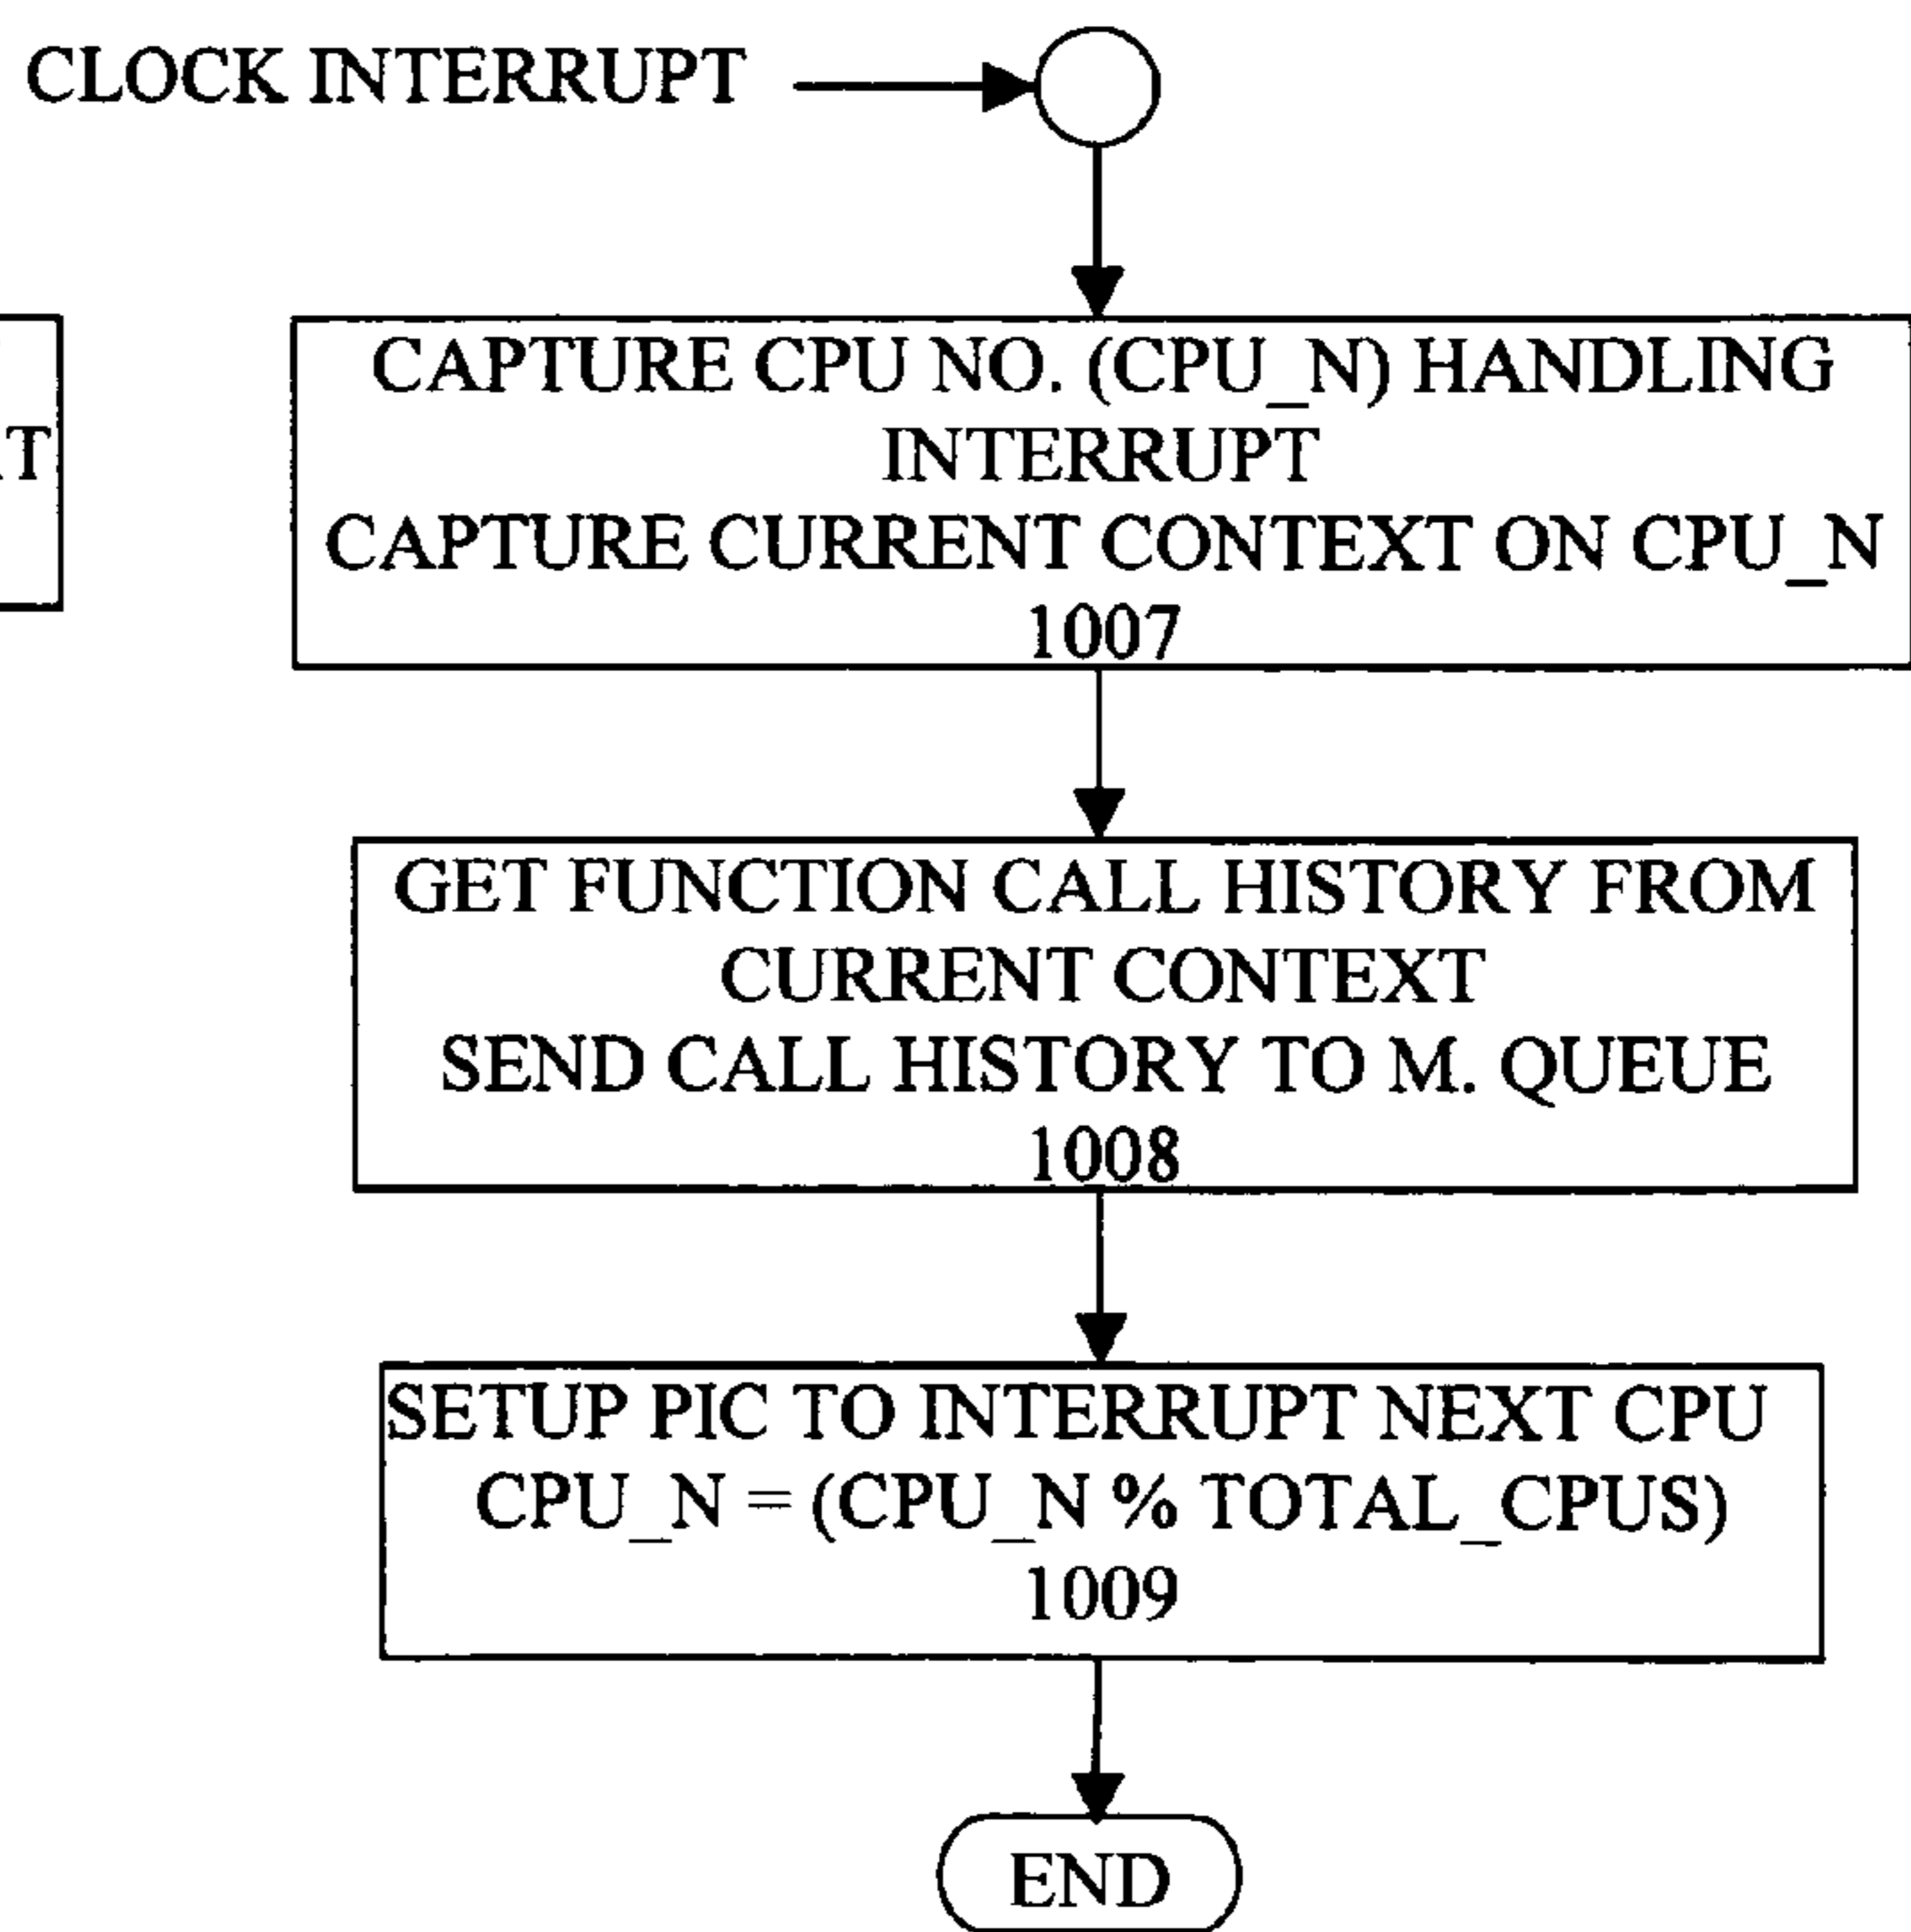 CLOCK INTERRUPT
CAPTURE CPU NO. (CPU_N) HANDLING
INTERRUPT
CAPTURE CURRENT CONTEXT ON CPU_N
1007
GET FUNCTION CALL HISTORY FROM
CURRENT CONTEXT
SEND CALL HISTORY TO M. QUEUE
1008
SETUP PIC TO INTERRUPT NEXT CPU
CPU_N = (CPU_N % TOTAL_CPUS)
1009
END